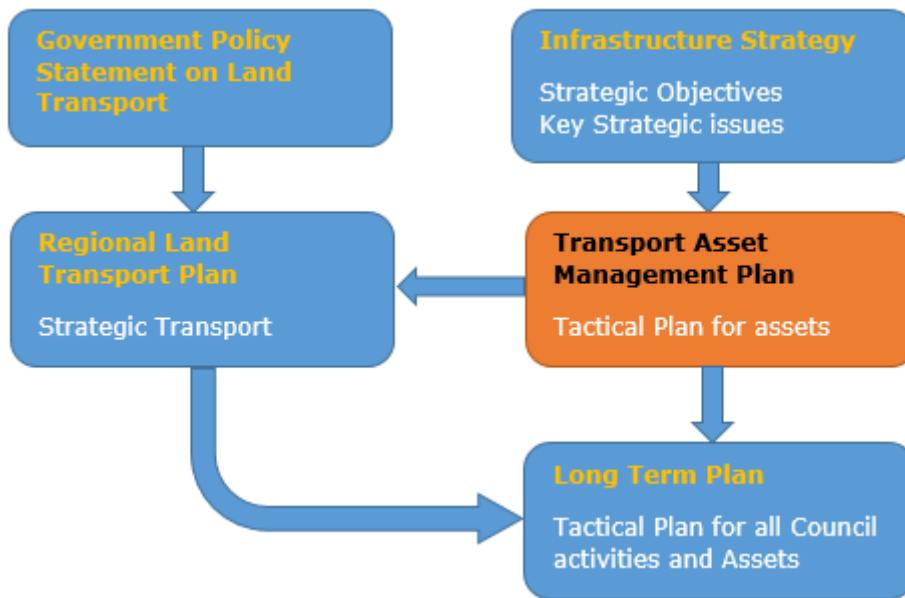 Government Policy
Statement on Land
Transport
Infrastructure Strategy
Strategic Objectives
Key Strategic issues
Regional Land
Transport Plan
Strategic Transport
Transport Asset
Management Plan
Tactical Plan for assets
Long Term Plan
Tactical Plan for all Council
activities and Assets